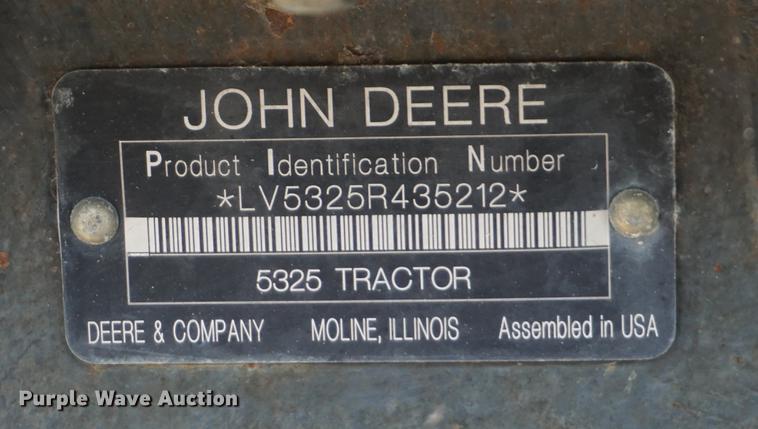 JOHN DEERE
Product Identification Number
*LV5325R435212*
5325 TRACTOR
DEERE & COMPANY MOLINE, ILLINOIS Assembled in USA
Purple Wave Auction